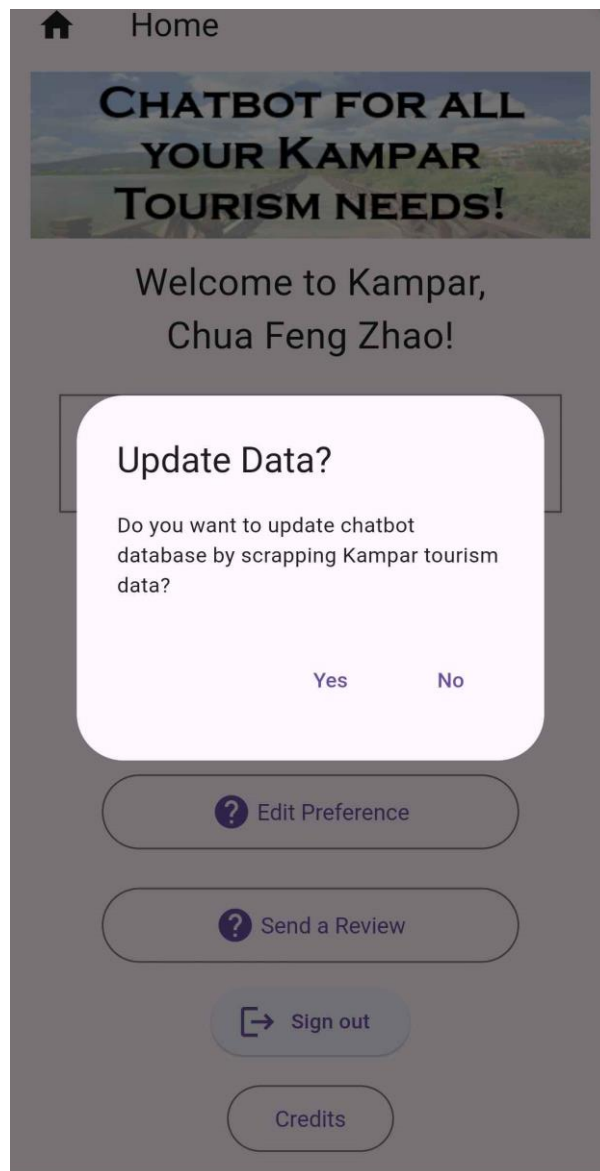 Home
CHATBOT FOR ALL
YOUR KAMPAR
TOURISM NEEDS!
Welcome to Kampar,
Chua Feng Zhao!
Update Data?
Do you want to update chatbot
database by scrapping Kampar tourism
data?
Yes No
Edit Preference
Send a Review
Sign out
Credits